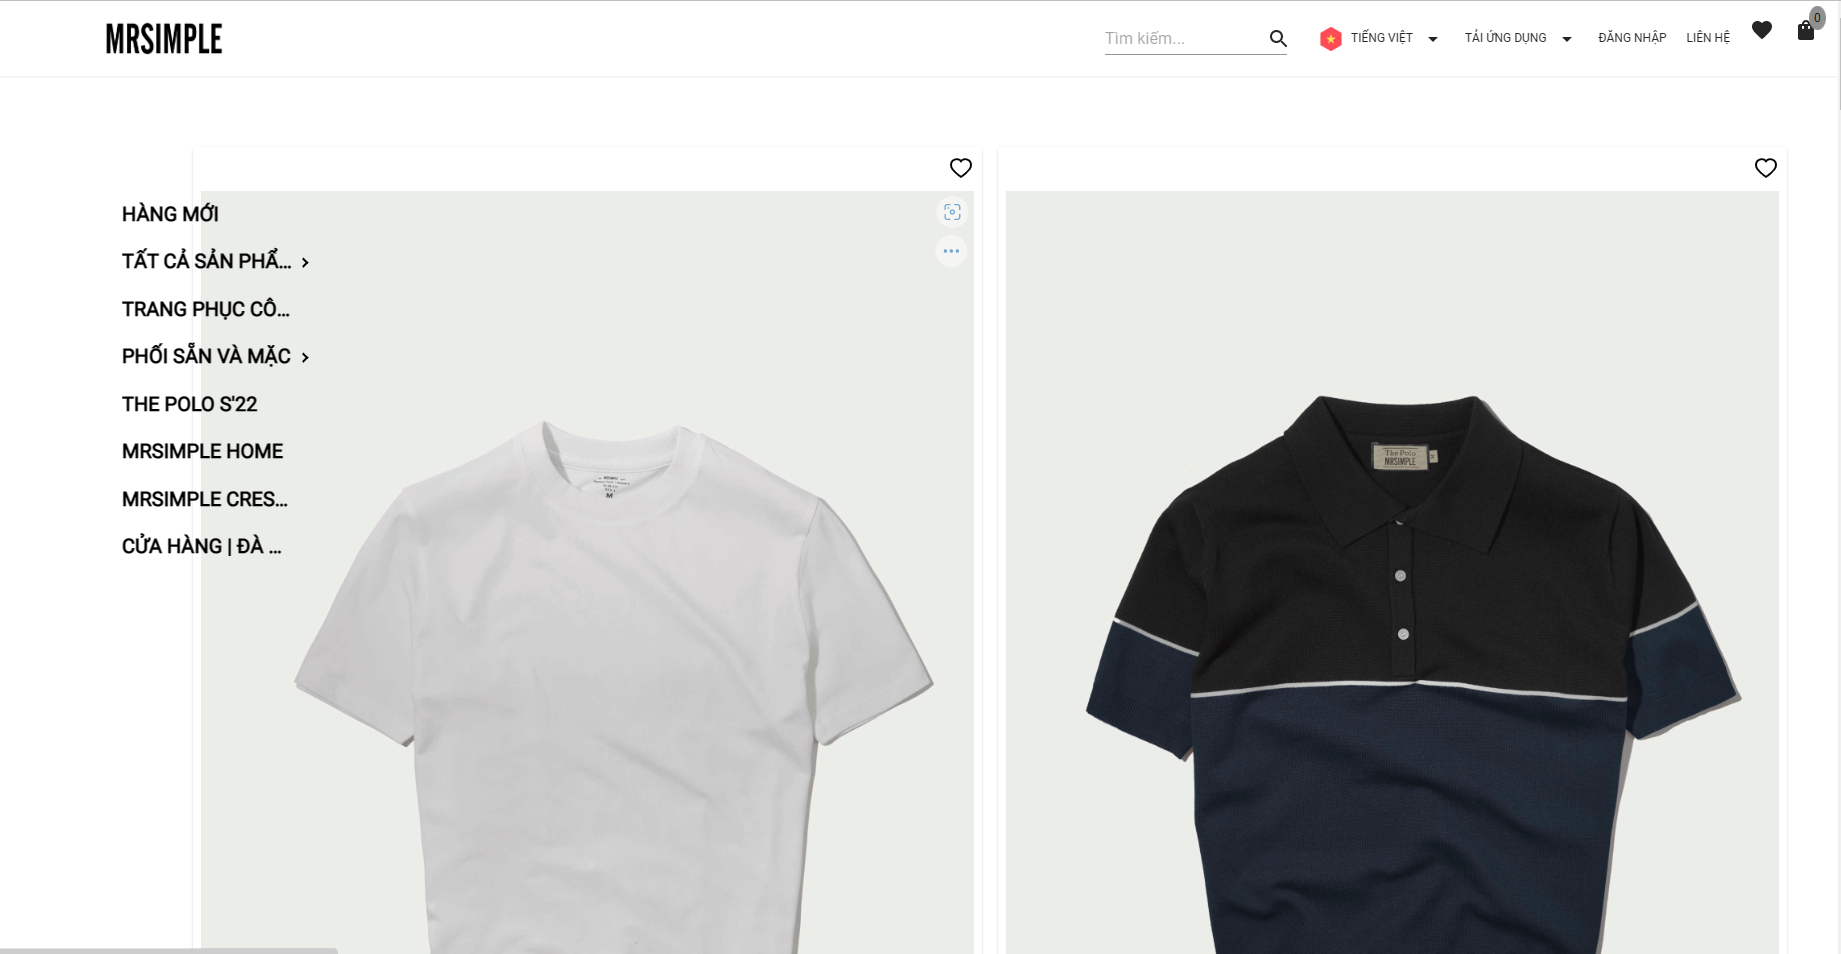 MRSIMPLE
Tìm kiếm...
TIẾNG VIỆT
TẢI ỨNG DỤNG
ĐĂNG NHẬP
LIÊN HỆ
0
HÀNG MỚI
TẤT CẢ SẢN PHẨ...
TRANG PHỤC CÔ...
PHỐI SẴN VÀ MẶC
THE POLO S'22
MRSIMPLE HOME
MRSIMPLE CRES...
CỬA HÀNG | ĐÀ ...
MRSIMPLE
M
The Polo
MRSIMPLE